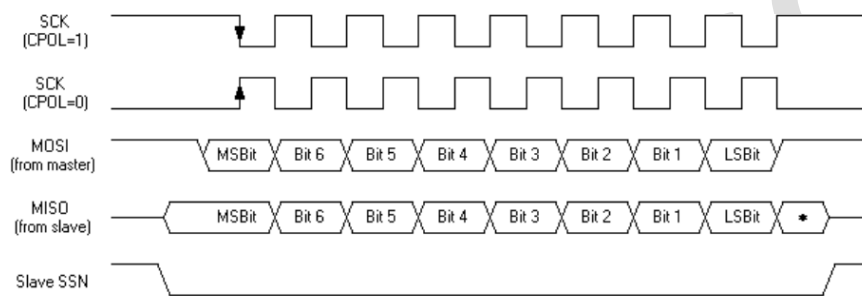 SCK
(CPOL=1)
SCK
(CPOL=0)
MOSI
(from master)
MSBit Bit 6 Bit 5 Bit 4 Bit 3 Bit 2 Bit 1 LSBit
MISO
(from slave)
MSBit Bit 6 Bit 5 Bit 4 Bit 3 Bit 2 Bit 1 LSBit *
Slave SSN